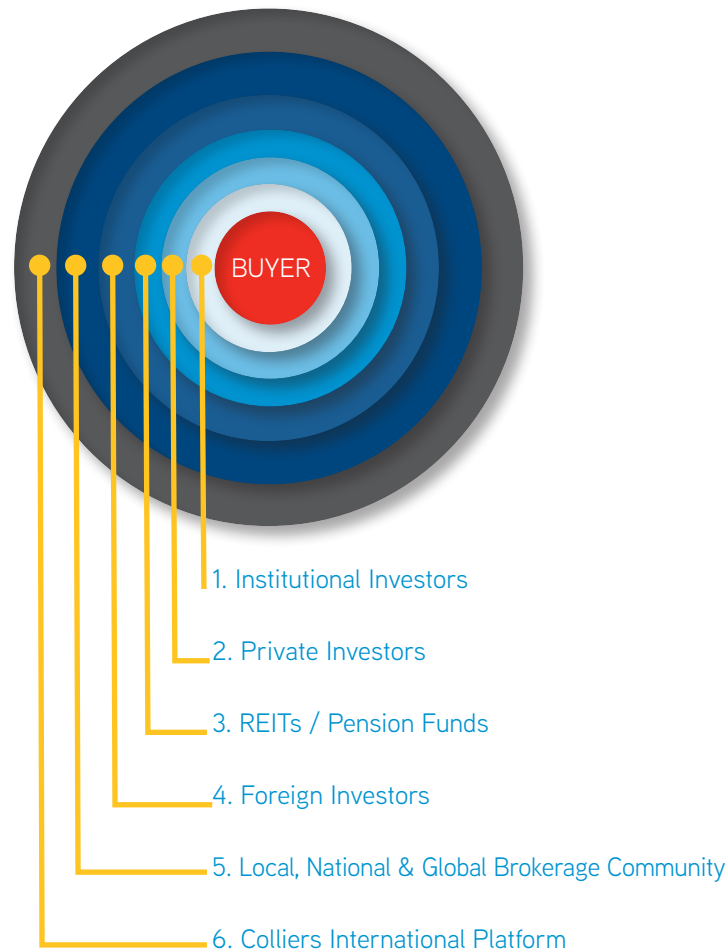 BUYER
1. Institutional Investors
2. Private Investors
3. REITs / Pension Funds
4. Foreign Investors
5. Local, National & Global Brokerage Community
6. Colliers International Platform